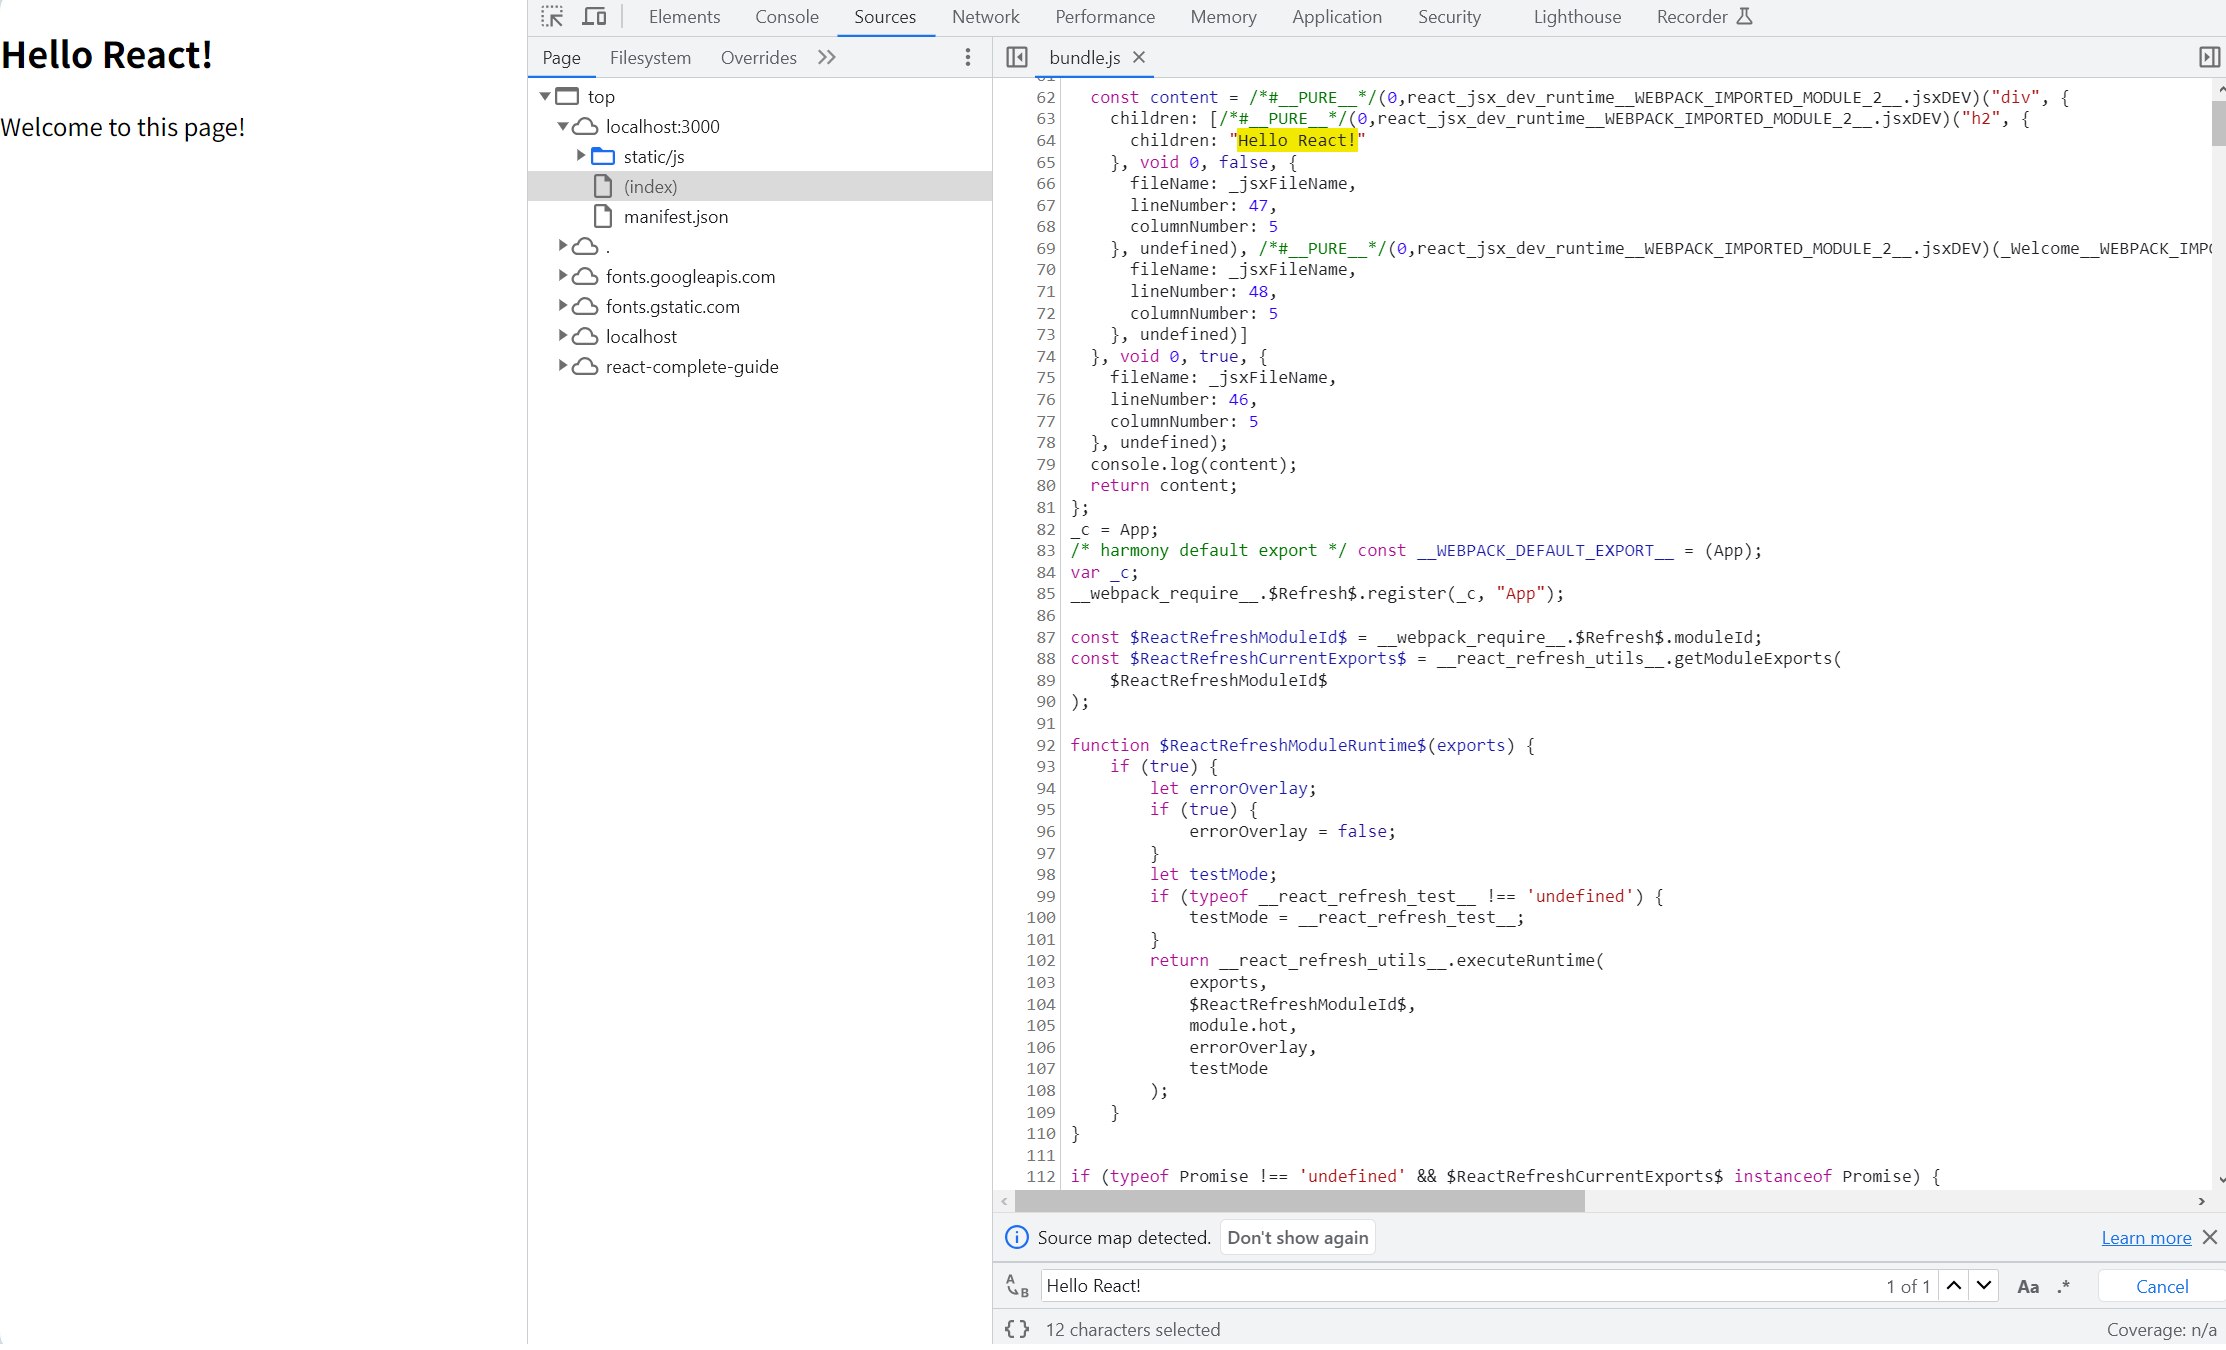 Hello React!
Welcome to this page!
Elements Console Sources Network Performance Memory Application Security Lighthouse Recorder
Page Filesystem Overrides
top
localhost:3000
static/js
(index)
manifest.json
.
fonts.googleapis.com
fonts.gstatic.com
localhost
react-complete-guide
bundle.js
62 const content = /*#__PURE__*/(0,react_jsx_dev_runtime__WEBPACK_IMPORTED_MODULE_2__.jsxDEV)("div", {
63 children: [/*#__PURE__*/(0,react_jsx_dev_runtime__WEBPACK_IMPORTED_MODULE_2__.jsxDEV)("h2", {
64 children: "Hello React!"
65 }, void 0, false, {
66 fileName: _jsxFileName,
67 lineNumber: 47,
68 columnNumber: 5
69 }, undefined), /*#__PURE__*/(0,react_jsx_dev_runtime__WEBPACK_IMPORTED_MODULE_2__.jsxDEV)(_Welcome__WEBPACK_IMP
70 fileName: _jsxFileName,
71 lineNumber: 48,
72 columnNumber: 5
73 }, undefined)]
74 }, void 0, true, {
75 fileName: _jsxFileName,
76 lineNumber: 46,
77 columnNumber: 5
78 }, undefined);
79 console.log(content);
80 return content;
81 };
82 _c = App;
83 /* harmony default export */ const __WEBPACK_DEFAULT_EXPORT__ = (App);
84 var _c;
85 __webpack_require__.$Refresh$.register(_c, "App");
86
87 const $ReactRefreshModuleId$ = __webpack_require__.$Refresh$.moduleId;
88 const $ReactRefreshCurrentExports$ = __react_refresh_utils__.getModuleExports(
89 $ReactRefreshModuleId$
90 );
91
92 function $ReactRefreshModuleRuntime$(exports) {
93 if (true) {
94 let errorOverlay;
95 if (true) {
96 errorOverlay = false;
97 }
98 let testMode;
99 if (typeof __react_refresh_test__ !== 'undefined') {
100 testMode = __react_refresh_test__;
101 }
102 return __react_refresh_utils__.executeRuntime(
103 exports,
104 $ReactRefreshModuleId$,
105 module.hot,
106 errorOverlay,
107 testMode
108 );
109 }
110 }
111
112 if (typeof Promise !== 'undefined' && $ReactRefreshCurrentExports$ instanceof Promise) {
Source map detected. Don't show again Learn more
Hello React! 1 of 1 Aa .* Cancel
{} 12 characters selected Coverage: n/a